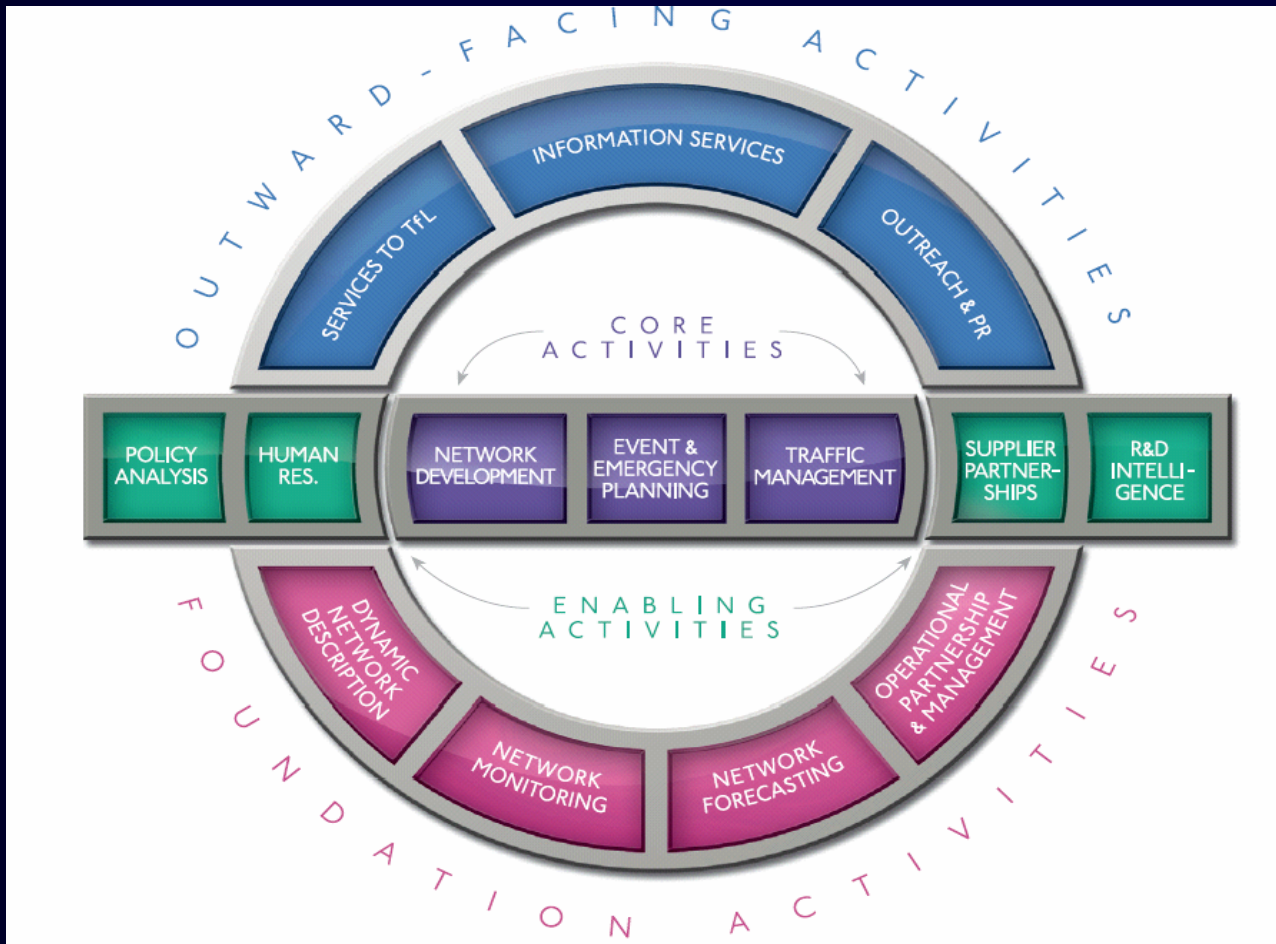 OUTWARD-FACING ACTIVITIES
SERVICES TO TfL
INFORMATION SERVICES
OUTREACH & PR
CORE
ACTIVITIES
POLICY
ANALYSIS
HUMAN
RES.
NETWORK
DEVELOPMENT
EVENT &
EMERGENCY
PLANNING
TRAFFIC
MANAGEMENT
SUPPLIER
PARTNER-
SHIPS
R&D
INTELLI-
GENCE
ENABLING
ACTIVITIES
DYNAMIC
NETWORK
DESCRIPTION
NETWORK
MONITORING
NETWORK
FORECASTING
OPERATIONAL
PARTNERSHIP
& MANAGEMENT
FOUNDATION ACTIVITIES